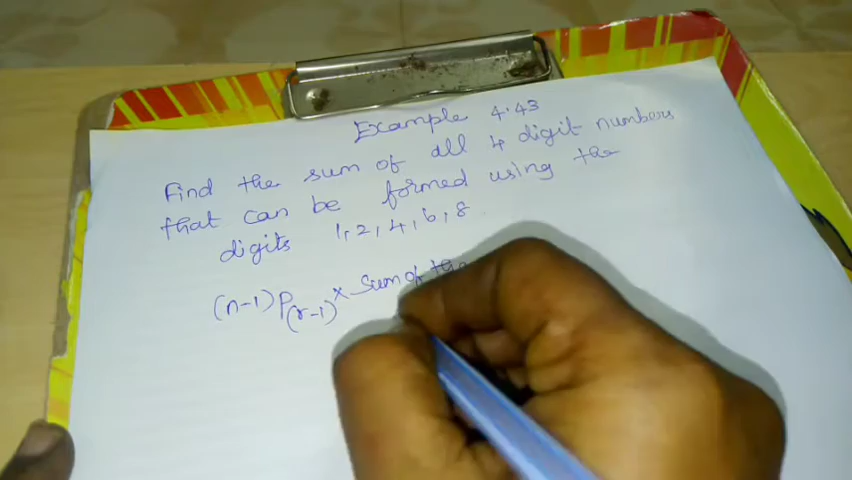 Example 4.43
Find the sum of all 4 digit numbers
that can be formed using the
digits 1, 2, 4, 6, 8
(n-1)P(r-1) × Sum of the